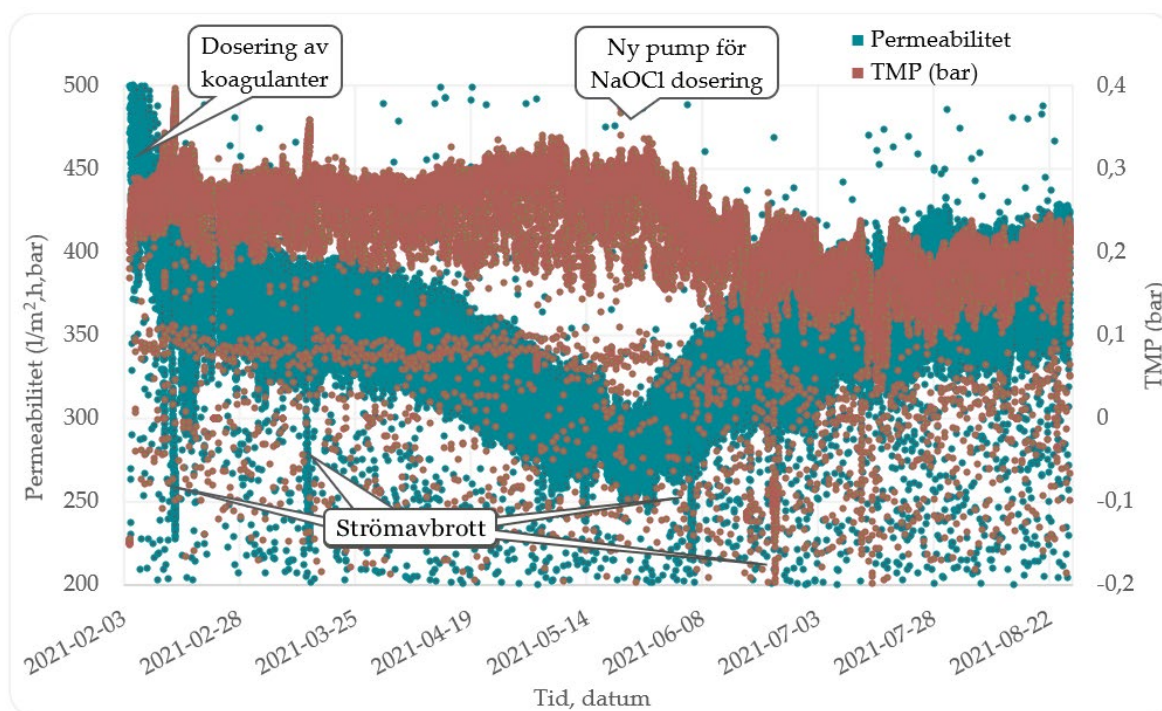 Dosering av
koagulanter
Ny pump för
NaOCl dosering
Permeabilitet
TMP (bar)
500
450
400
350
300
250
200
Permeabilitet (l/m²,h,bar)
0,4
0,3
0,2
0,1
0
-0,1
-0,2
TMP (bar)
Strömavbrott
2021-02-03
2021-02-28
2021-03-25
2021-04-19
2021-05-14
2021-06-08
2021-07-03
2021-07-28
2021-08-22
Tid, datum